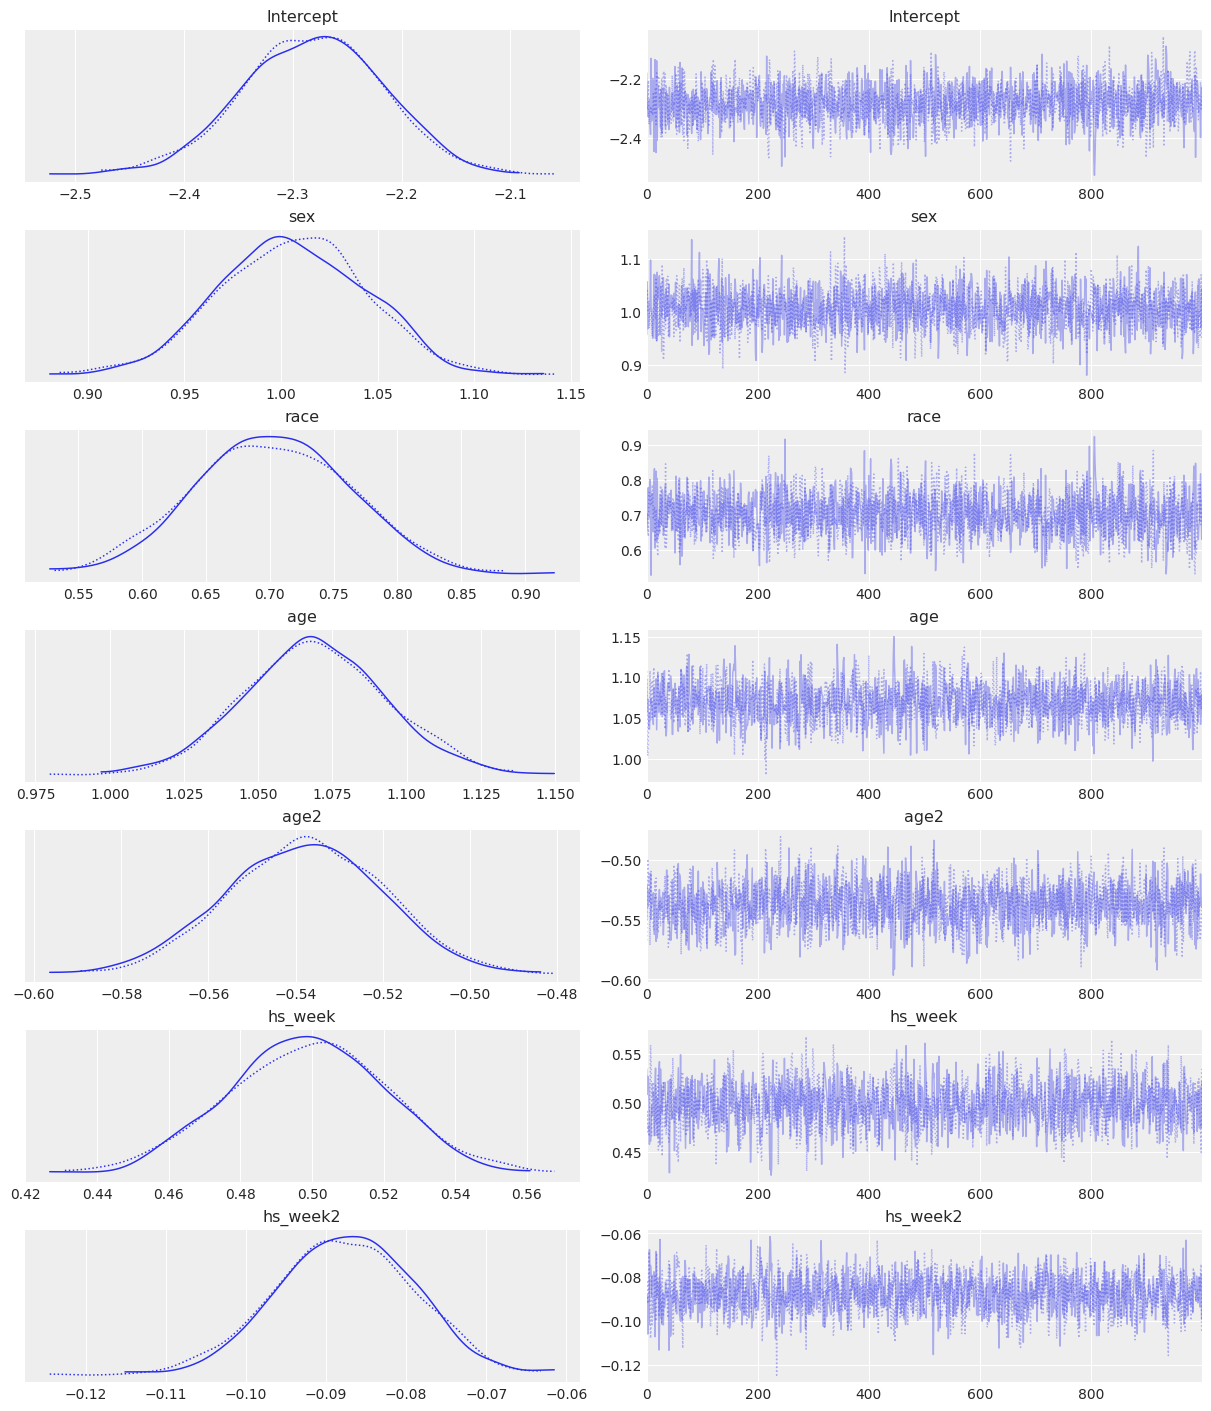 Intercept Intercept
−2.2
−2.4
−2.5 −2.4 −2.3 −2.2 −2.1 0 200 400 600 800
sex sex
1.1
1.0
0.9
0.90 0.95 1.00 1.05 1.10 1.15 0 200 400 600 800
race race
0.9
0.8
0.7
0.6
0.55 0.60 0.65 0.70 0.75 0.80 0.85 0.90 0 200 400 600 800
age age
1.15
1.10
1.05
1.00
0.975 1.000 1.025 1.050 1.075 1.100 1.125 1.150 0 200 400 600 800
age2 age2
−0.50
−0.55
−0.60
−0.60 −0.58 −0.56 −0.54 −0.52 −0.50 −0.48 0 200 400 600 800
hs_week hs_week
0.55
0.50
0.45
0.42 0.44 0.46 0.48 0.50 0.52 0.54 0.56 0 200 400 600 800
hs_week2 hs_week2
−0.06
−0.08
−0.10
−0.12
−0.12 −0.11 −0.10 −0.09 −0.08 −0.07 −0.06 0 200 400 600 800